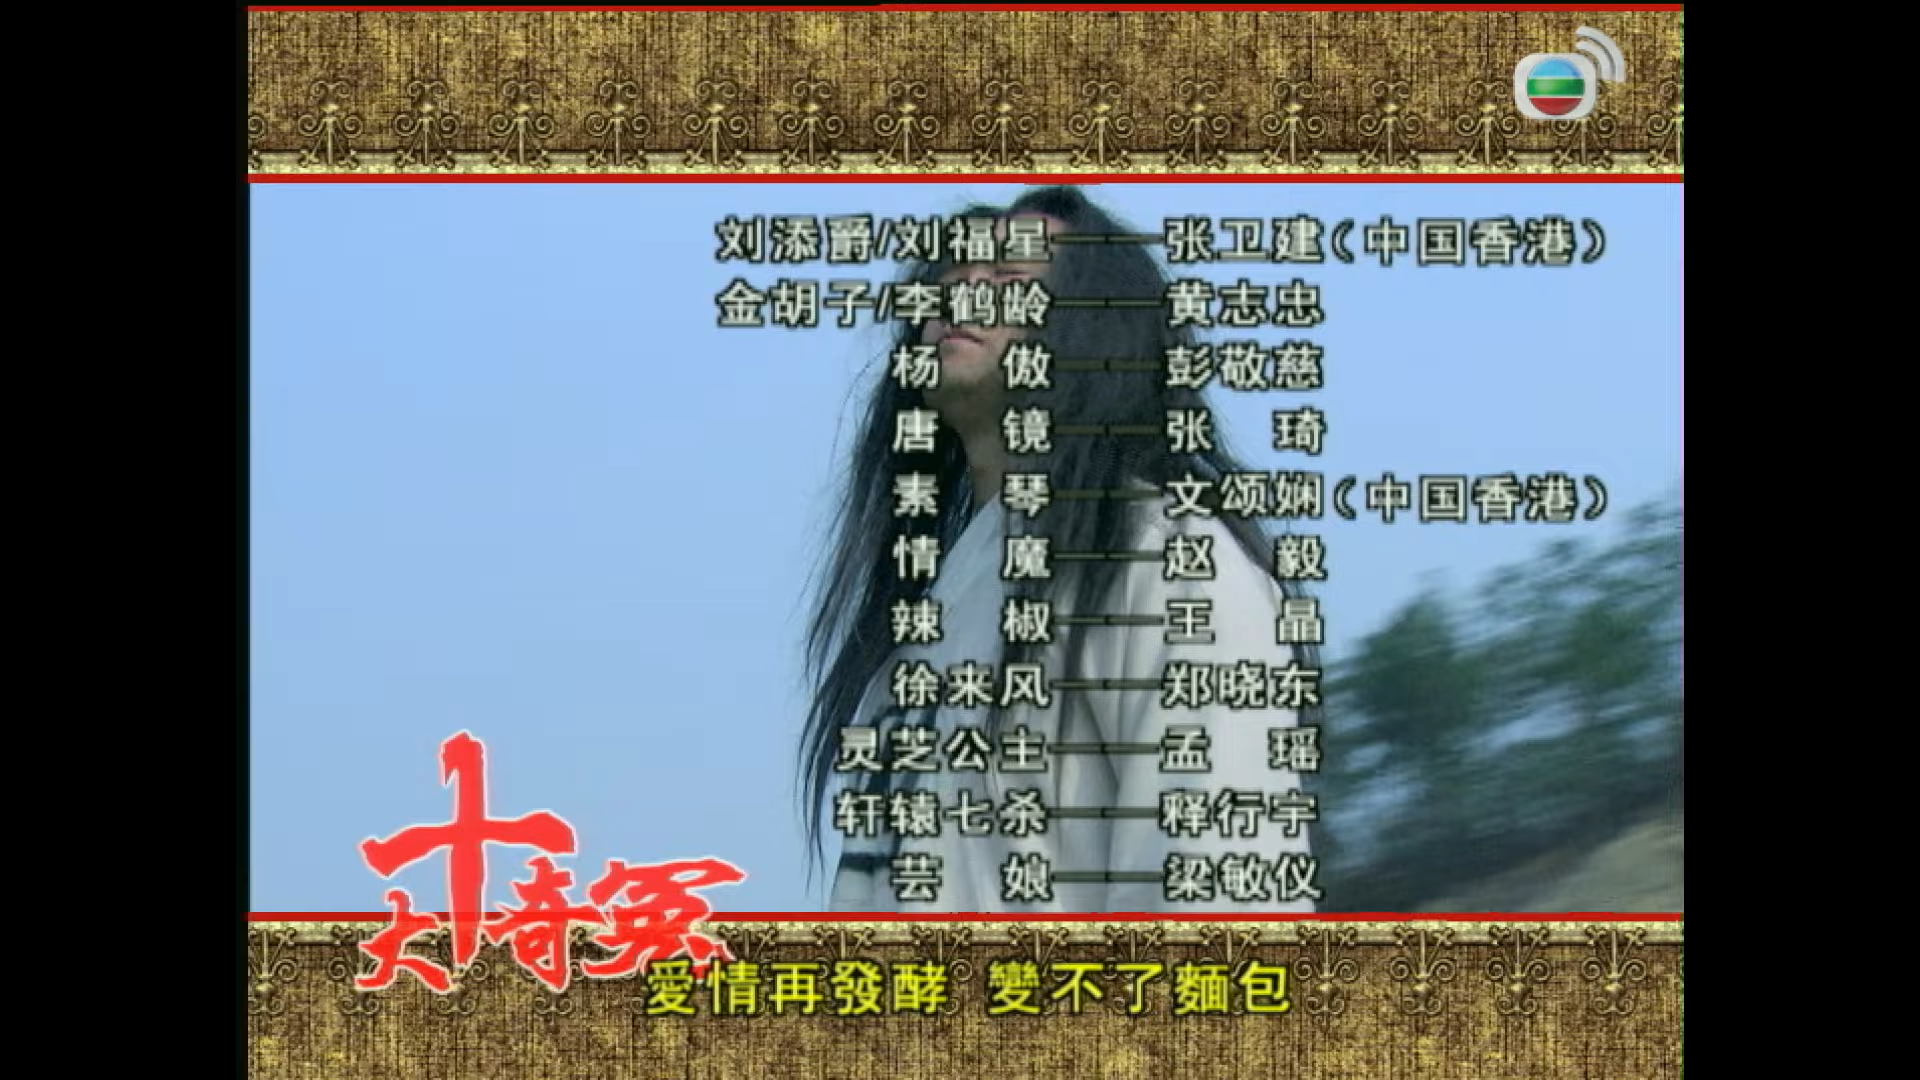 刘添爵/刘福星——张卫建(中国香港)
金胡子/李鹤龄——黄志忠
杨 傲——彭敬慈
唐 镜——张 琦
素 琴——文颂娴(中国香港)
情 魔——赵 毅
辣 椒——王 晶
徐来风——郑晓东
灵芝公主——孟 瑶
轩辕七杀——释行宇
芸 娘——梁敏仪
十大奇冤
愛情再發酵 變不了麵包